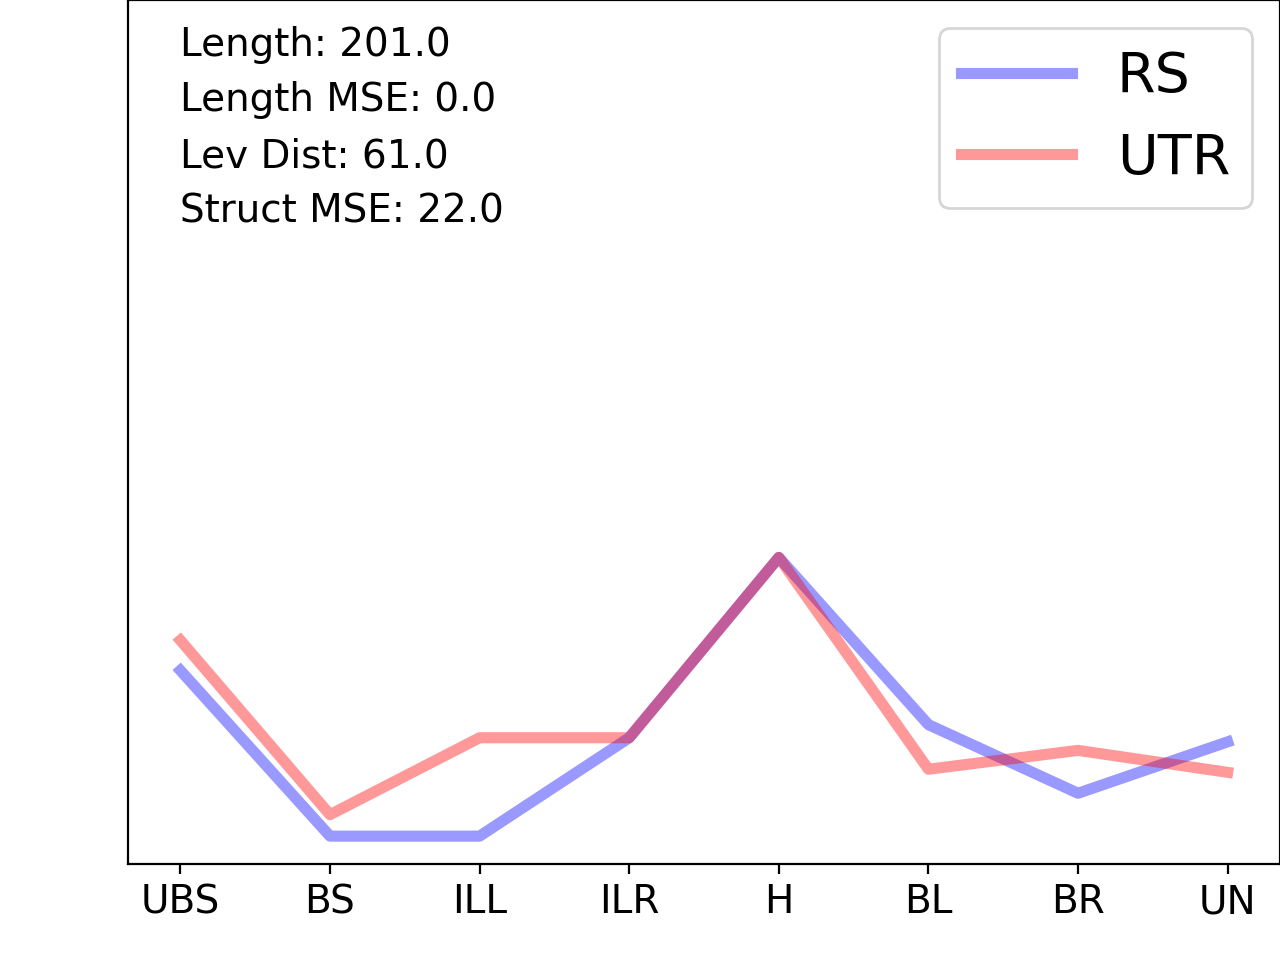 Length: 201.0
Length MSE: 0.0
Lev Dist: 61.0
Struct MSE: 22.0
RS
UTR
UBS BS ILL ILR H BL BR UN